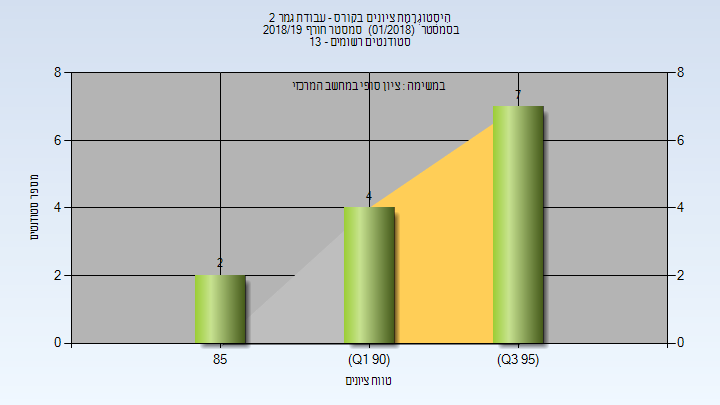 היסטוגרמת ציונים בקורס - עבודת גמר 2
בסמסטר (01/2018) סמסטר חורף 2018/19
סטודנטים רשומים - 13
במשימה : ציון סופי במחשב המרכזי
8
6
4
2
0
8
6
4
2
0
2
4
7
מספר סטודנטים
85
(Q1 90)
(Q3 95)
טווח ציונים